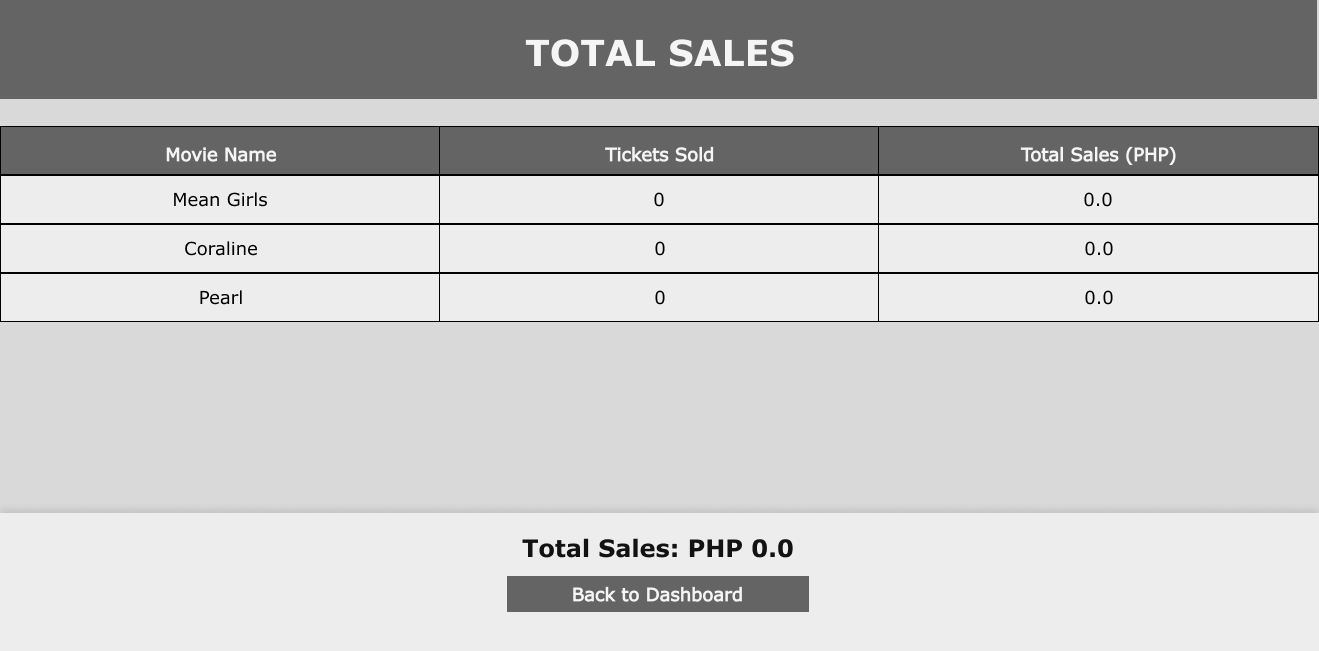 TOTAL SALES
Movie Name Tickets Sold Total Sales (PHP)
Mean Girls 0 0.0
Coraline 0 0.0
Pearl 0 0.0
Total Sales: PHP 0.0
Back to Dashboard